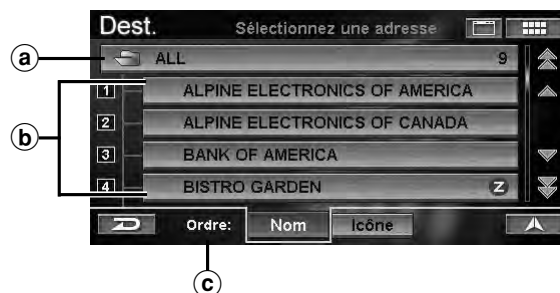 Dest. Sélectionnez une adresse
a
ALL 9
b
1 ALPINE ELECTRONICS OF AMERICA
2 ALPINE ELECTRONICS OF CANADA
3 BANK OF AMERICA
4 BISTRO GARDEN Z
Ordre: Nom Icône
c